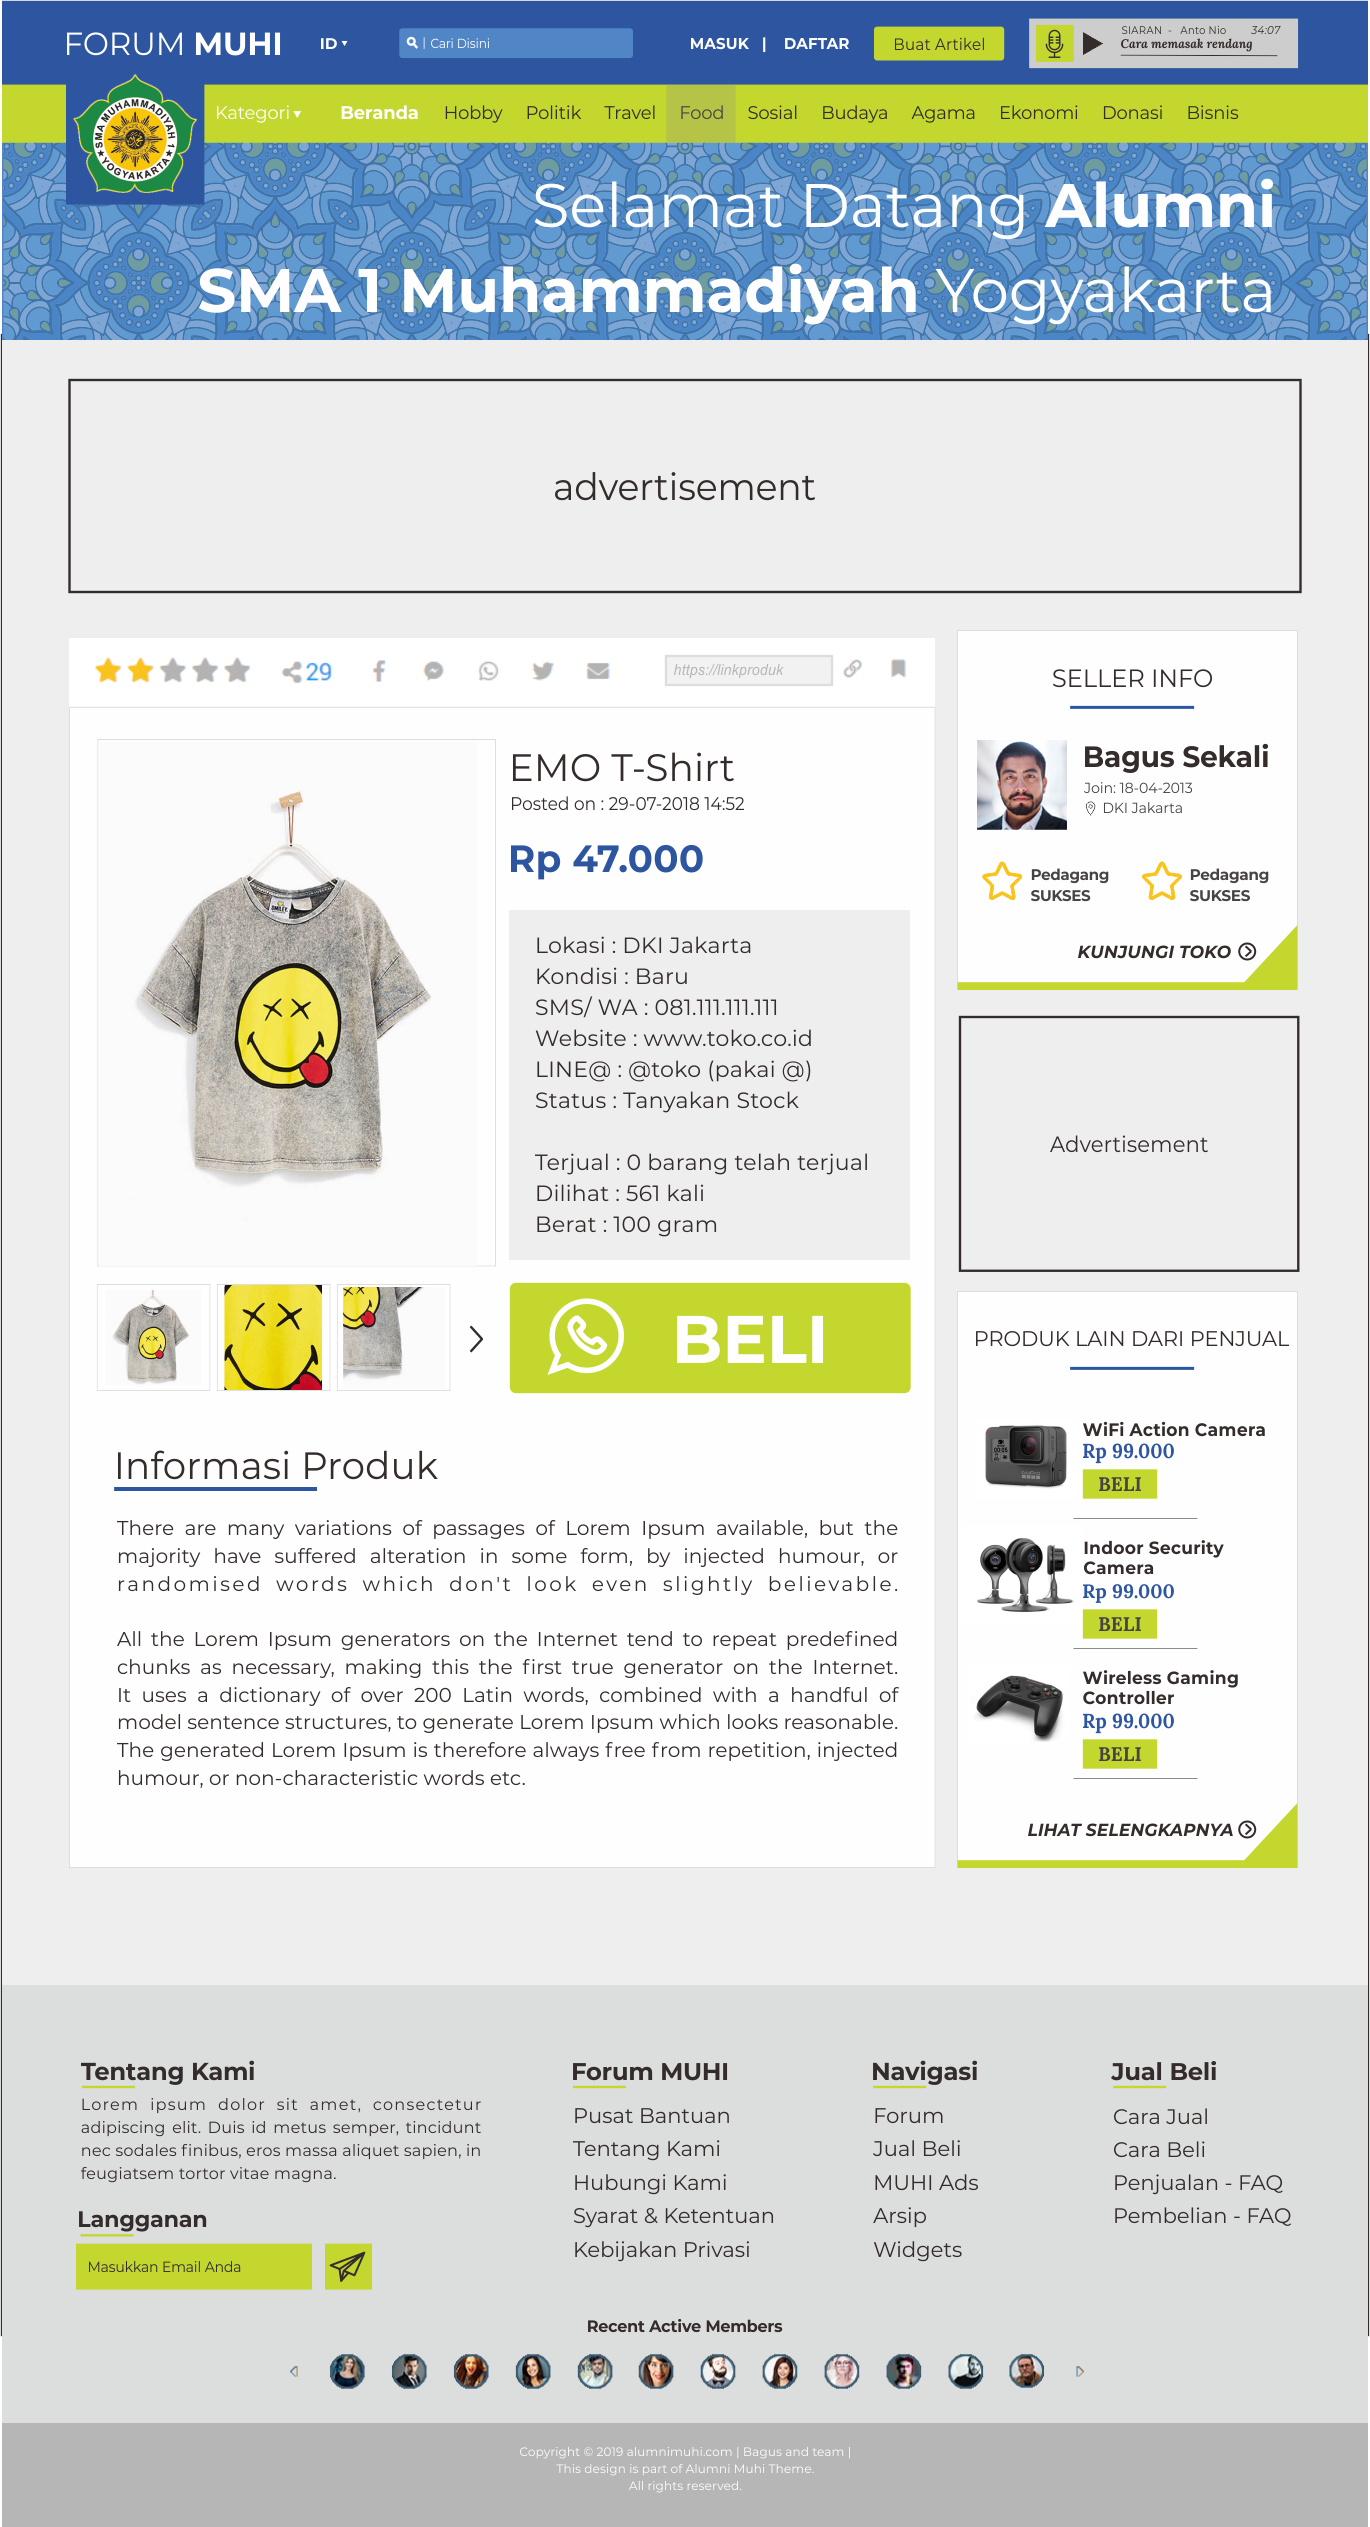 FORUM MUHI
ID
Cari Disini
MASUK | DAFTAR
Buat Artikel
SIARAN - Anto Nio 34:07
Cara memasak rendang
SMA MUHAMMADIYAH 1
YOGYAKARTA
Kategori
Beranda Hobby Politik Travel Food Sosial Budaya Agama Ekonomi Donasi Bisnis
Selamat Datang Alumni
SMA 1 Muhammadiyah Yogyakarta
advertisement
29
https://linkproduk
EMO T-Shirt
Posted on : 29-07-2018 14:52
Rp 47.000
SMILEY
Lokasi : DKI Jakarta
Kondisi : Baru
SMS/ WA : 081.111.111.111
Website : www.toko.co.id
LINE@ : @toko (pakai @)
Status : Tanyakan Stock
Terjual : 0 barang telah terjual
Dilihat : 561 kali
Berat : 100 gram
BELI
Informasi Produk
There are many variations of passages of Lorem Ipsum available, but the
majority have suffered alteration in some form, by injected humour, or
randomised words which don't look even slightly believable.
All the Lorem Ipsum generators on the Internet tend to repeat predefined
chunks as necessary, making this the first true generator on the Internet.
It uses a dictionary of over 200 Latin words, combined with a handful of
model sentence structures, to generate Lorem Ipsum which looks reasonable.
The generated Lorem Ipsum is therefore always free from repetition, injected
humour, or non-characteristic words etc.
SELLER INFO
Bagus Sekali
Join: 18-04-2013
DKI Jakarta
Pedagang
SUKSES
Pedagang
SUKSES
KUNJUNGI TOKO
Advertisement
PRODUK LAIN DARI PENJUAL
WiFi Action Camera
Rp 99.000
BELI
Indoor Security
Camera
Rp 99.000
BELI
Wireless Gaming
Controller
Rp 99.000
BELI
LIHAT SELENGKAPNYA
Tentang Kami
Lorem ipsum dolor sit amet, consectetur
adipiscing elit. Duis id metus semper, tincidunt
nec sodales finibus, eros massa aliquet sapien, in
feugiatsem tortor vitae magna.
Langganan
Masukkan Email Anda
Forum MUHI
Pusat Bantuan
Tentang Kami
Hubungi Kami
Syarat & Ketentuan
Kebijakan Privasi
Navigasi
Forum
Jual Beli
MUHI Ads
Arsip
Widgets
Jual Beli
Cara Jual
Cara Beli
Penjualan - FAQ
Pembelian - FAQ
Recent Active Members
Copyright © 2019 alumnimuhi.com | Bagus and team |
This design is part of Alumni Muhi Theme.
All rights reserved.